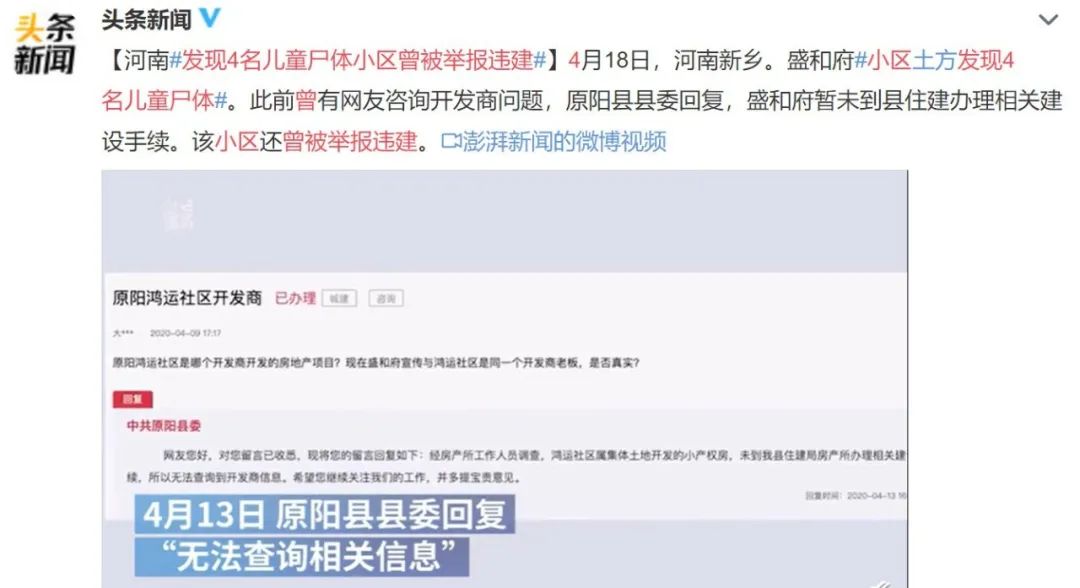 头条
新闻
头条新闻
【河南#发现4名儿童尸体小区曾被举报违建#】4月18日，河南新乡。盛和府#小区土方发现4
名儿童尸体#。此前曾有网友咨询开发商问题，原阳县县委回复，盛和府暂未到县住建办理相关建
设手续。该小区还曾被举报违建。澎湃新闻的微博视频
原阳鸿运社区开发商 已办理 城建 咨询
大*** 2020-04-09 17:17
原阳鸿运社区是哪个开发商开发的房地产项目？现在盛和府宣传与鸿运社区是同一个开发商老板，是否真实？
回复
中共原阳县委
网友您好，对您留言已收悉，现将您的留言回复如下：经房产所工作人员调查，鸿运社区属集体土地开发的小产权房，未到我县住建局房产所办理相关建
续，所以无法查询到开发商信息。希望您继续关注我们的工作，并多提宝贵意见。
回复时间：2020-04-13 16
4月13日 原阳县县委回复
“无法查询相关信息”